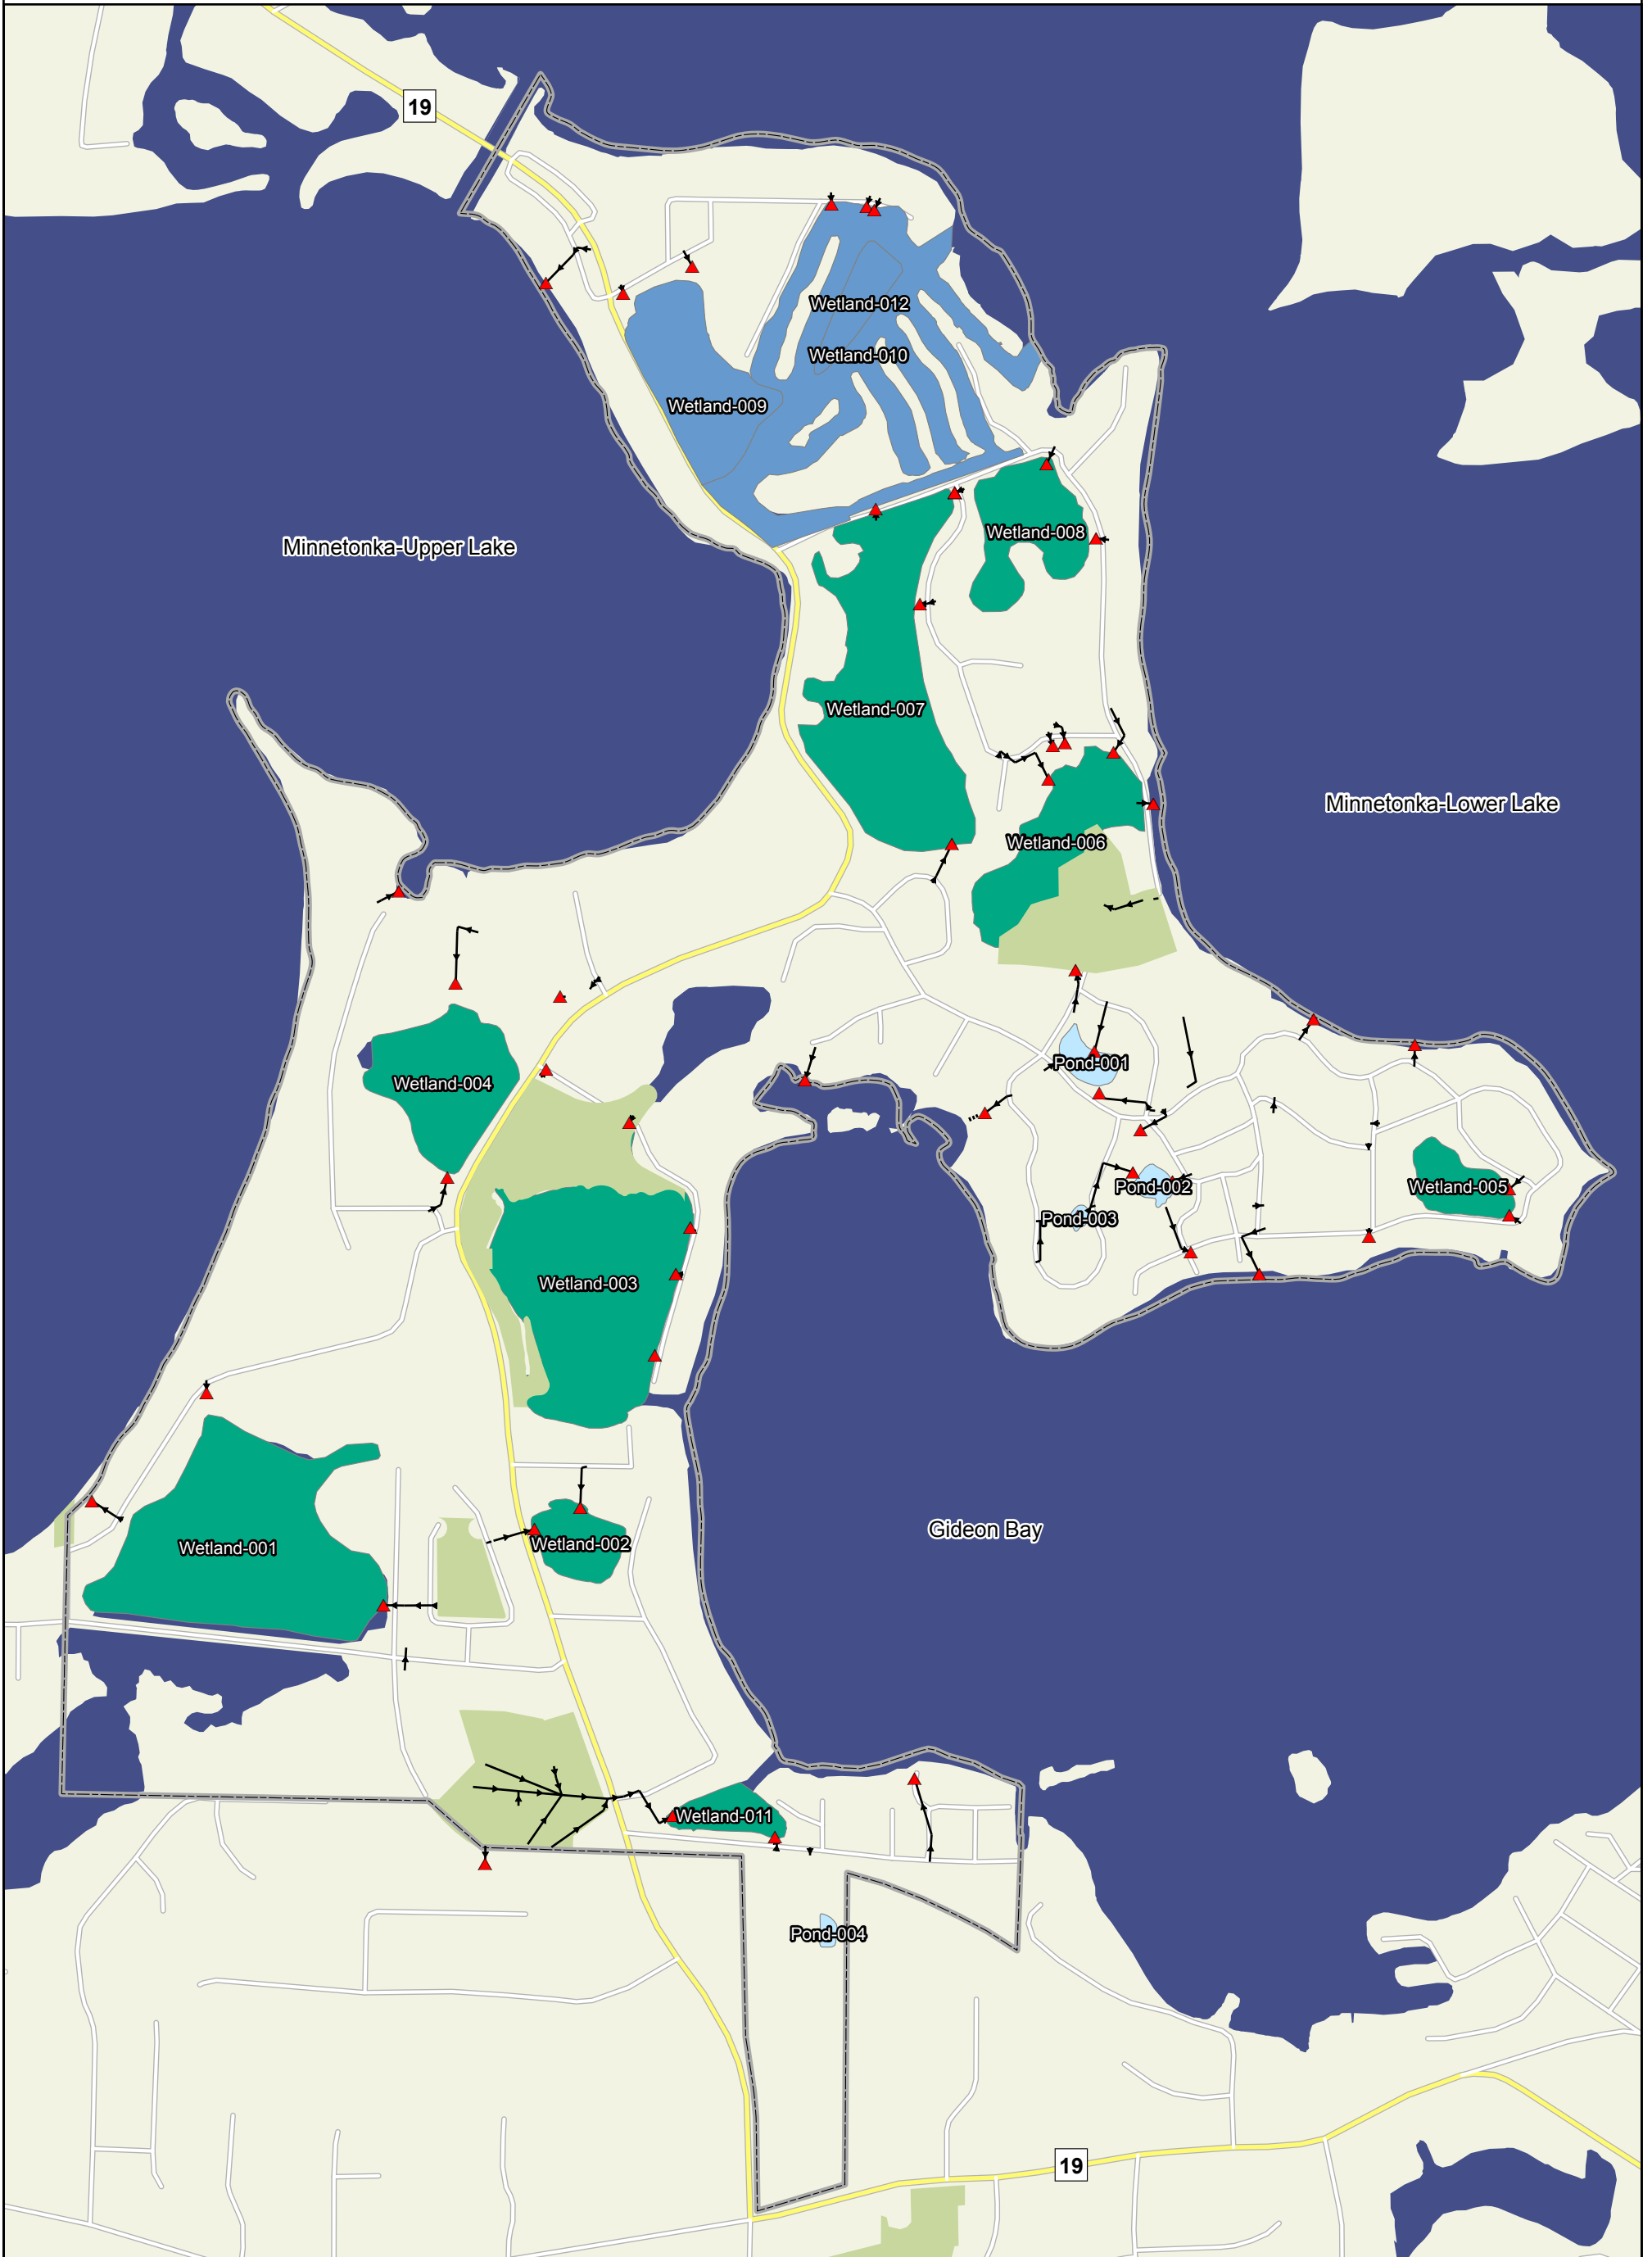 19
Wetland-012
Wetland-010
Wetland-009
Wetland-008
Minnetonka-Upper Lake
Wetland-007
Minnetonka-Lower Lake
Wetland-006
Pond-001
Wetland-004
Pond-002
Wetland-005
Pond-003
Wetland-003
Gideon Bay
Wetland-002
Wetland-001
Wetland-011
Pond-004
19